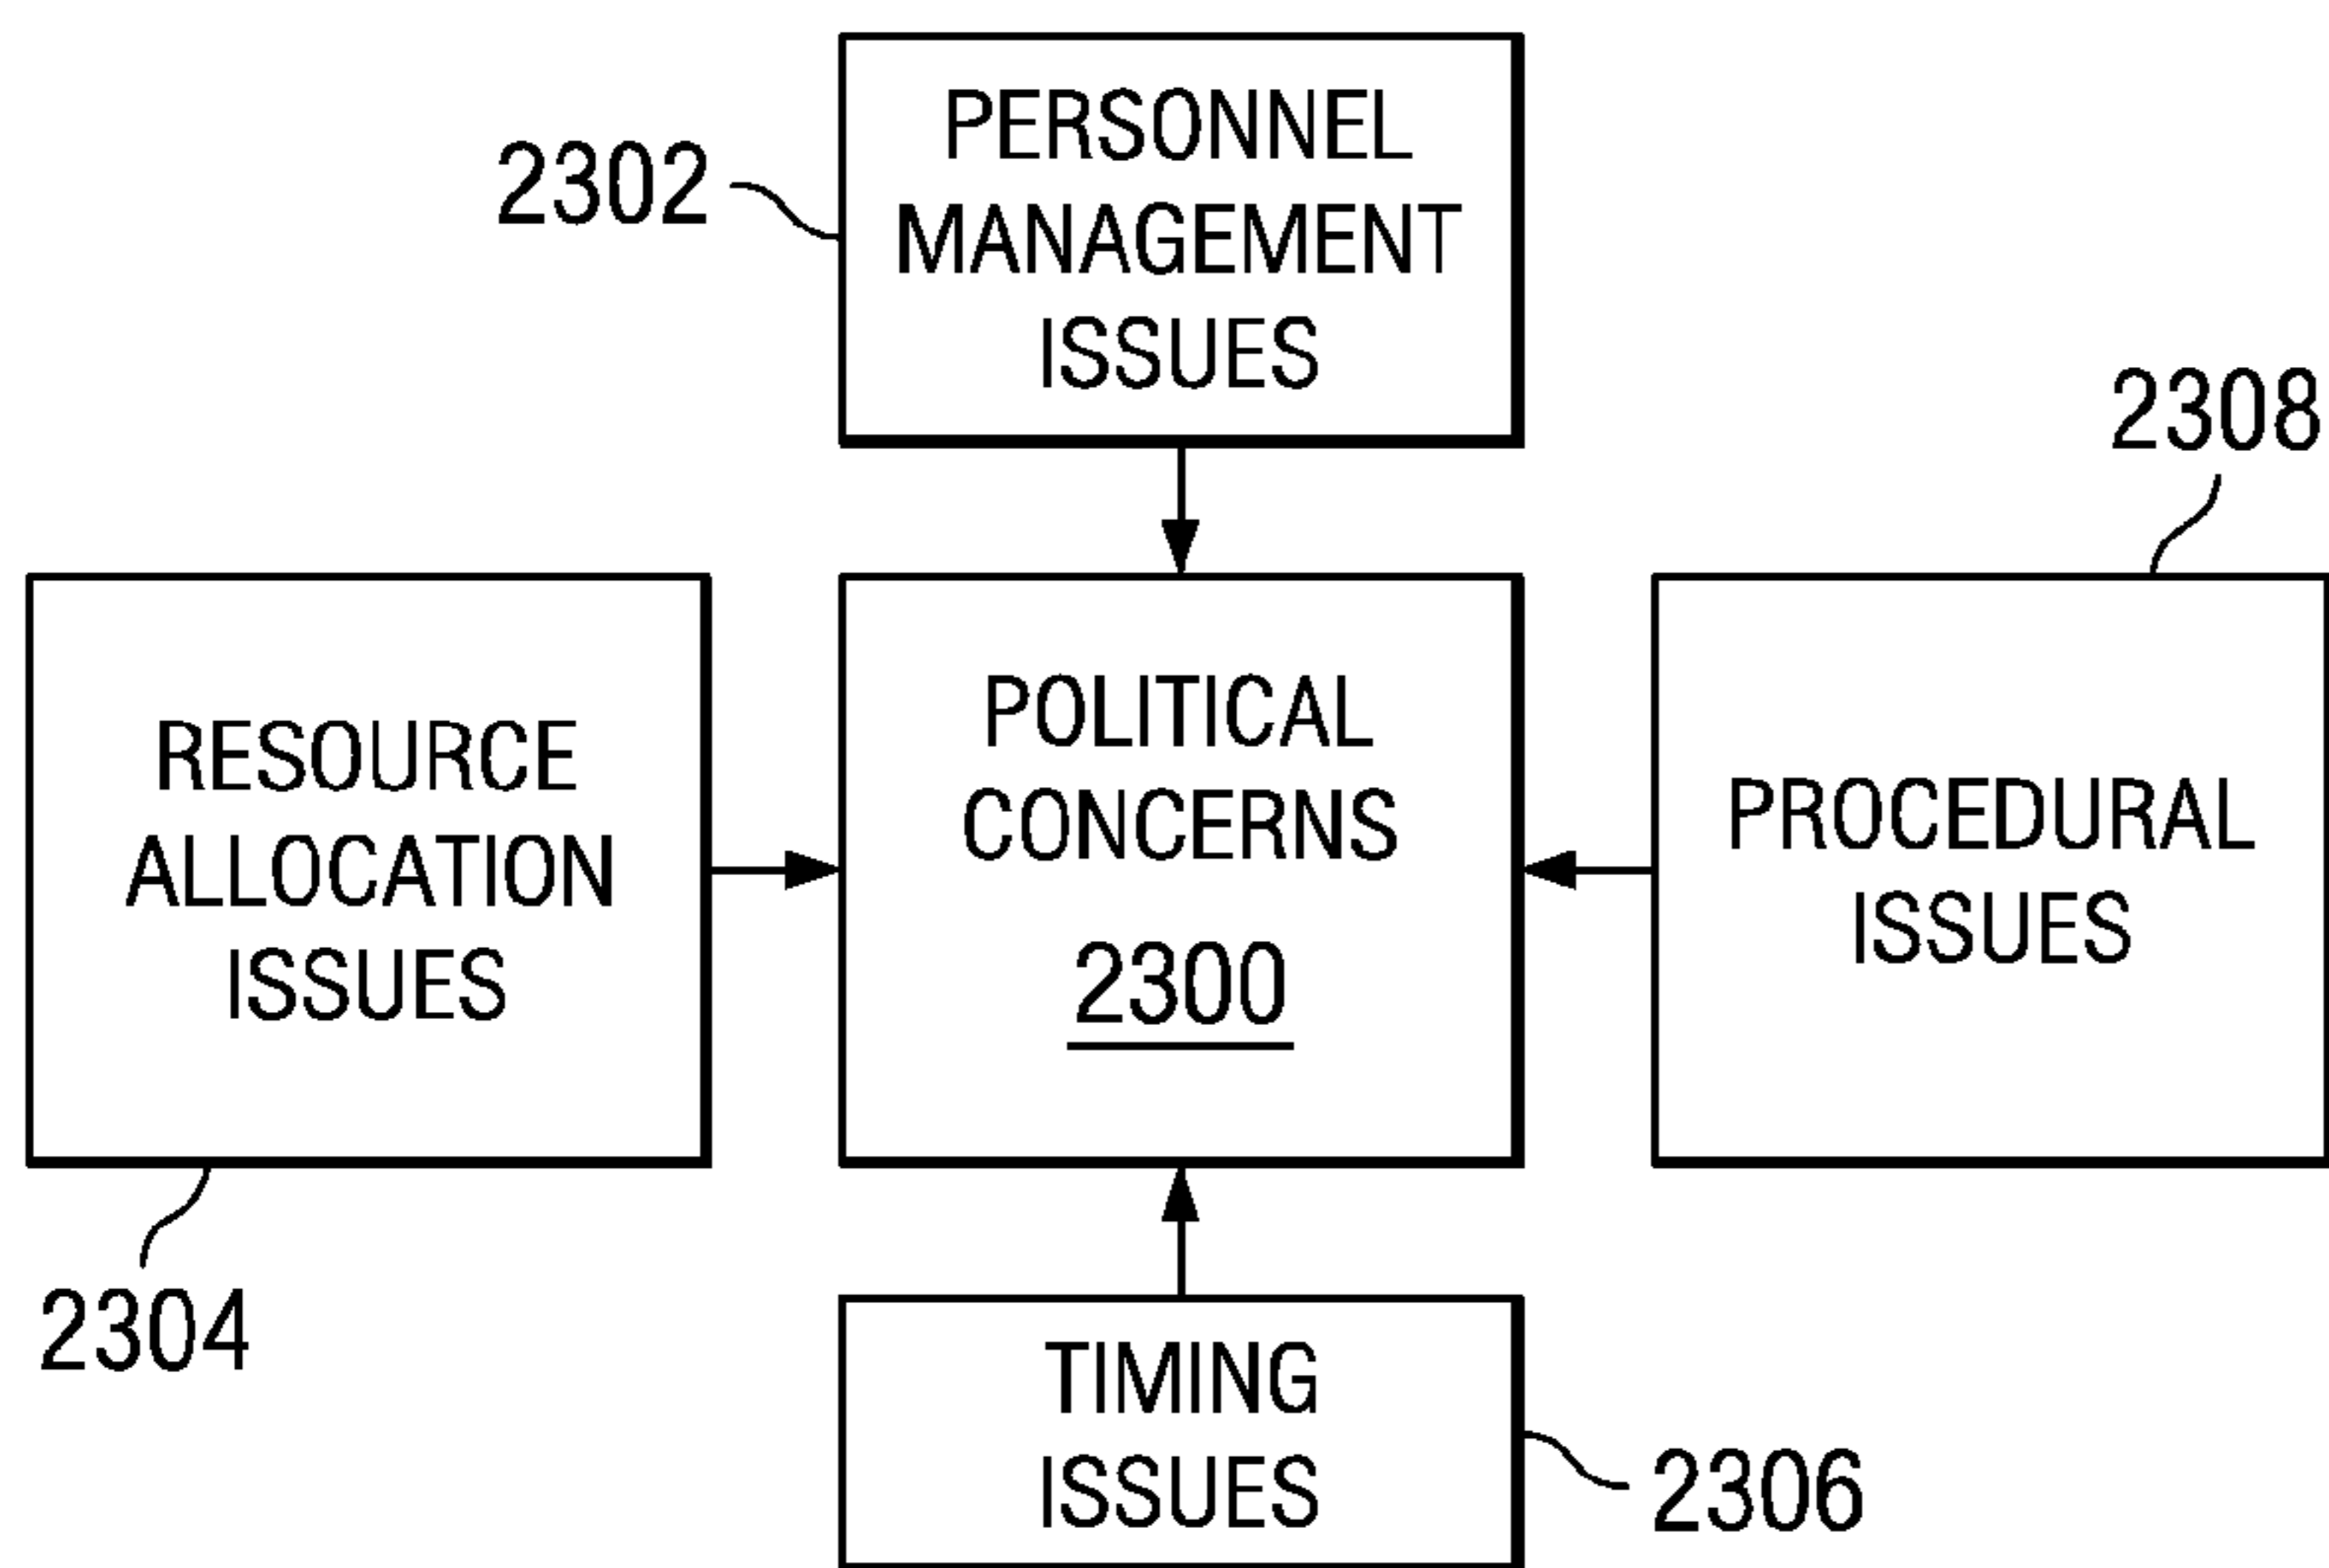 PERSONNEL
MANAGEMENT
ISSUES
2302
2308
RESOURCE
ALLOCATION
ISSUES
2304
POLITICAL
CONCERNS
2300
PROCEDURAL
ISSUES
TIMING
ISSUES
2306